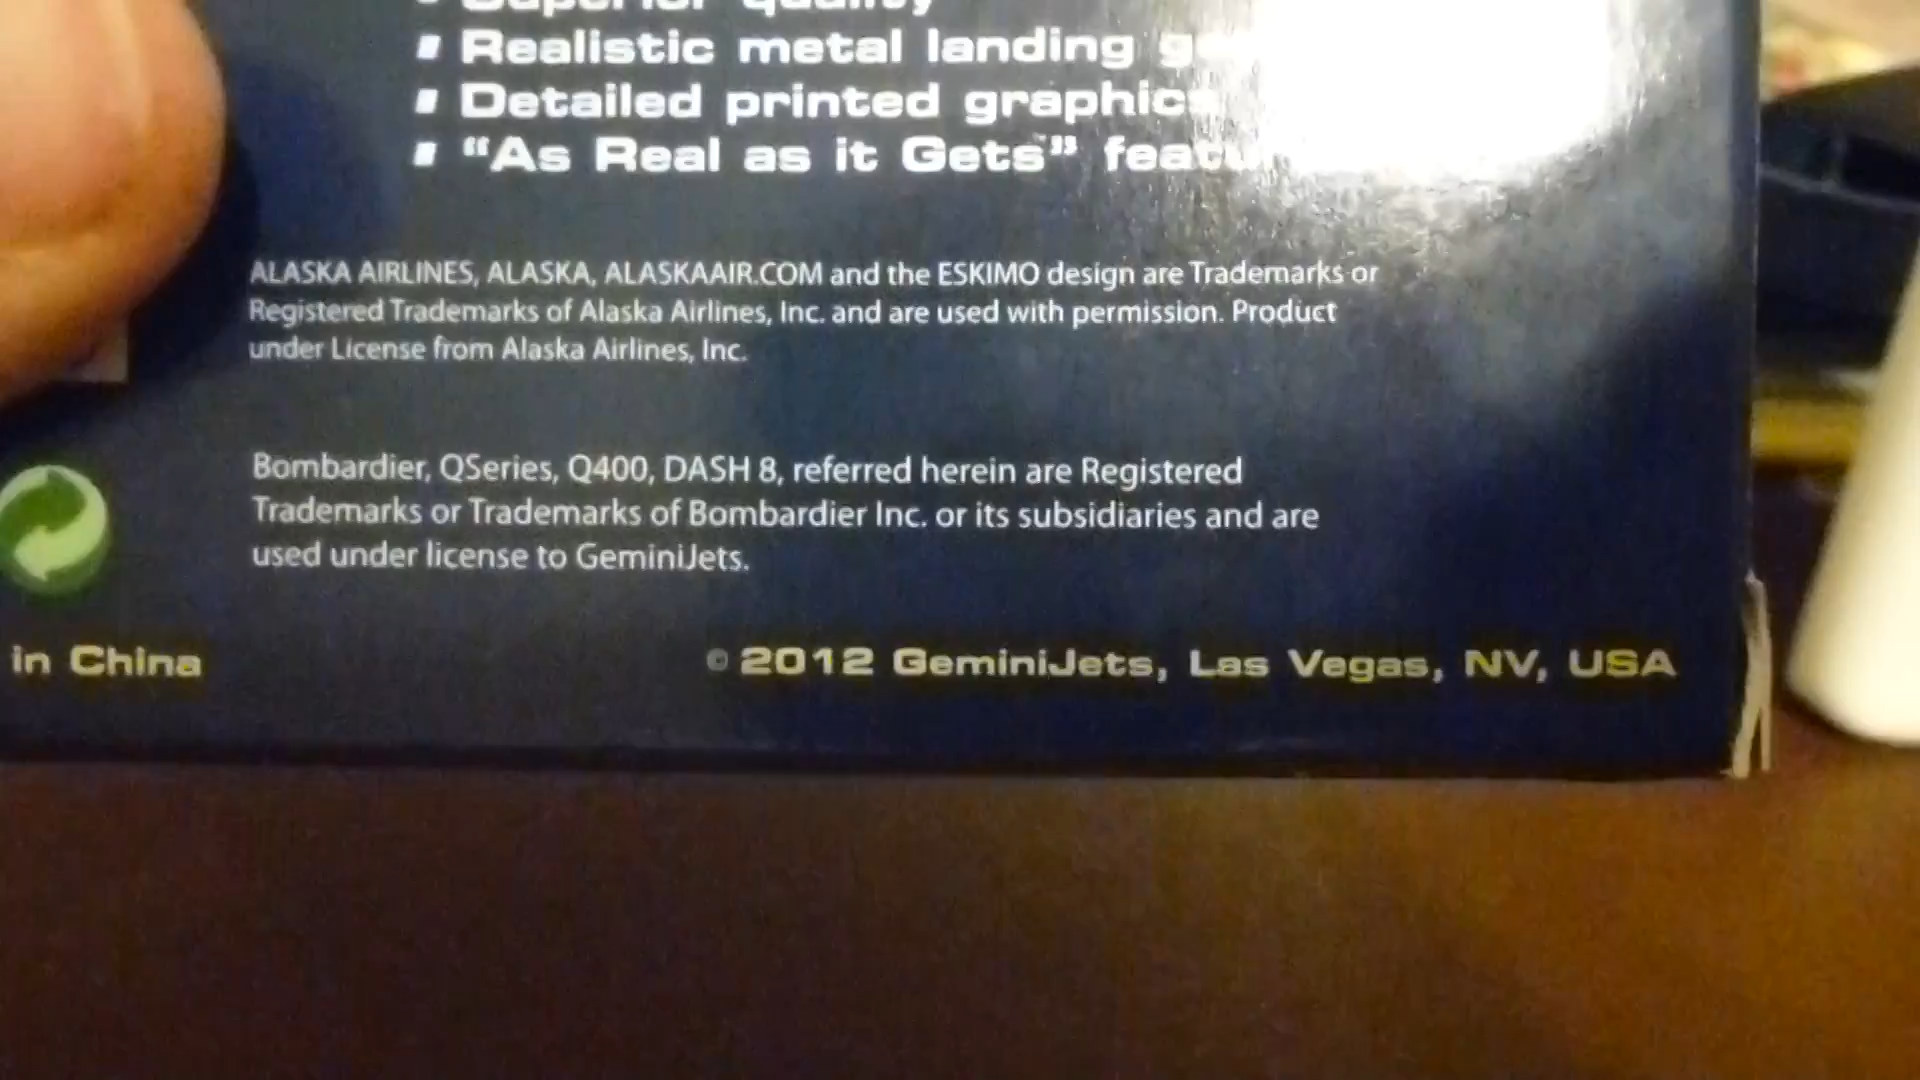 Superior quality
Realistic metal landing
Detailed printed graphics
"As Real as it Gets"
ALASKA AIRLINES, ALASKA, ALASKAAIR.COM and the ESKIMO design are Trademarks or
Registered Trademarks of Alaska Airlines, Inc. and are used with permission. Product
under License from Alaska Airlines, Inc.
Bombardier, QSeries, Q400, DASH 8, referred herein are Registered
Trademarks or Trademarks of Bombardier Inc. or its subsidiaries and are
used under license to GeminiJets.
in China
© 2012 GeminiJets, Las Vegas, NV, USA